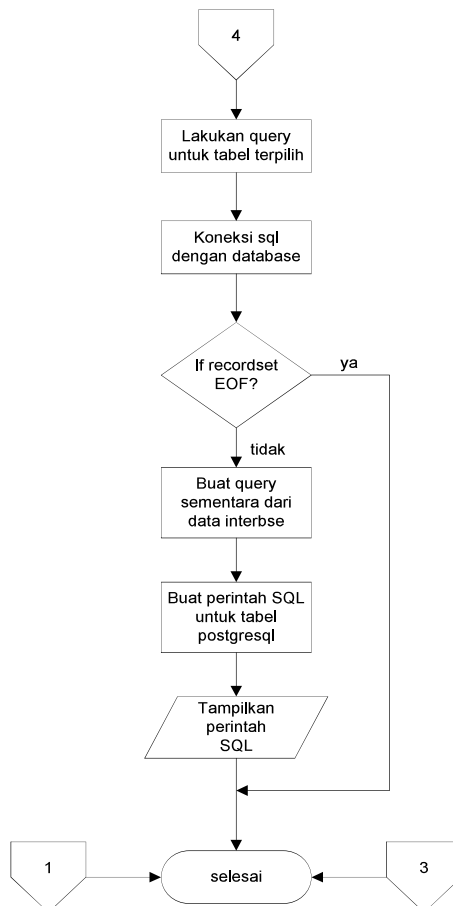 4
Lakukan query
untuk tabel terpilih
Koneksi sql
dengan database
If recordset
EOF?
ya
tidak
Buat query
sementara dari
data interbse
Buat perintah SQL
untuk tabel
postgresql
Tampilkan
perintah
SQL
1
selesai
3